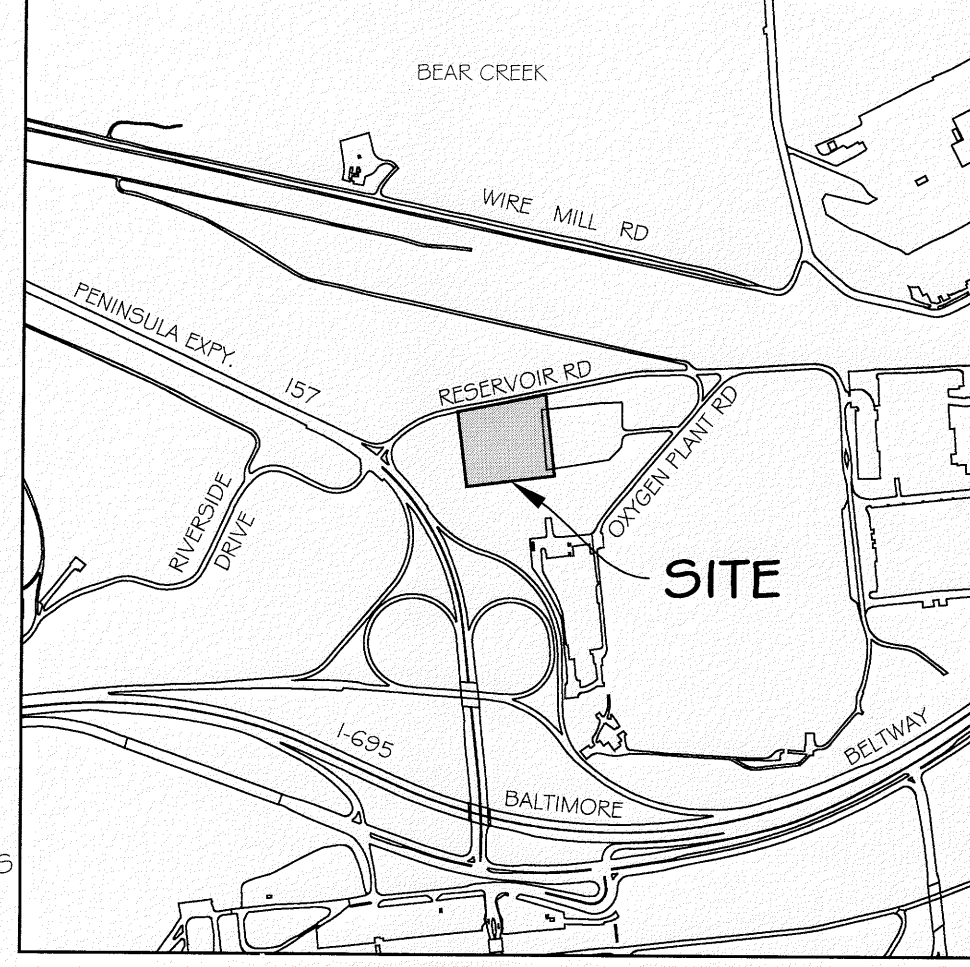 BEAR CREEK
WIRE MILL RD
PENINSULA EXPY.
157
RESERVOIR RD
OXYGEN PLANT RD
RIVERSIDE
DRIVE
SITE
I-695
BALTIMORE
BELTWAY